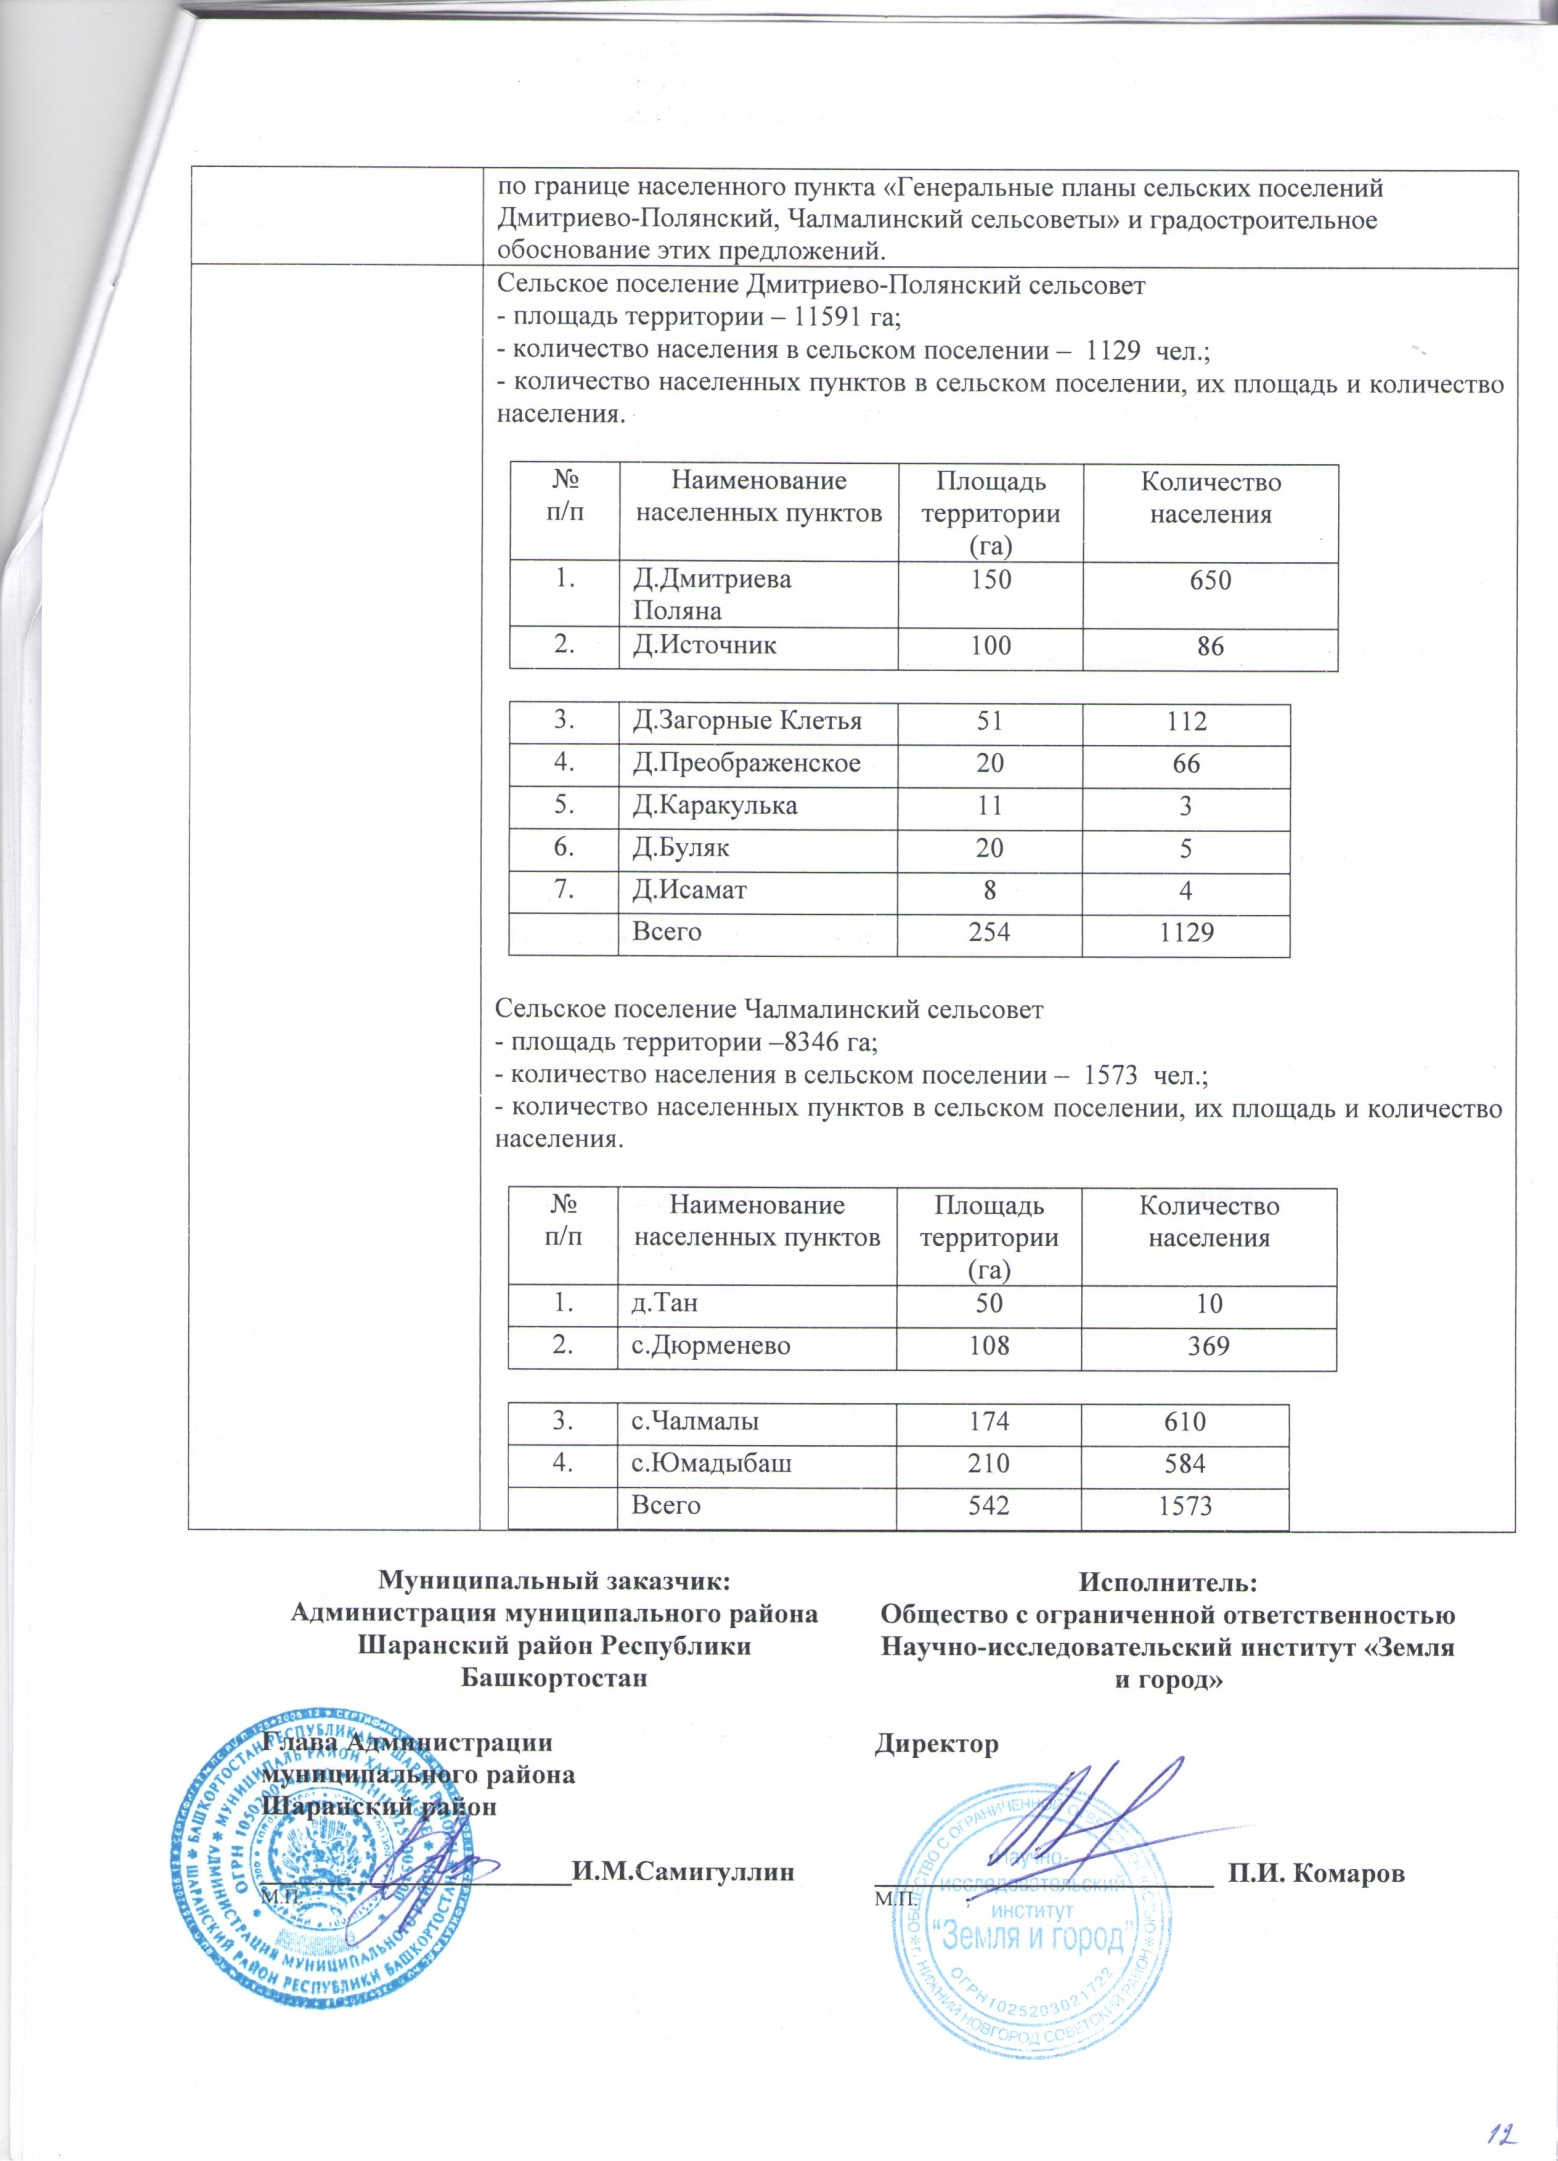 по границе населенного пункта «Генеральные планы сельских поселений
Дмитриево-Полянский, Чалмалинский сельсоветы» и градостроительное
обоснование этих предложений.
Сельское поселение Дмитриево-Полянский сельсовет
- площадь территории – 11591 га;
- количество населения в сельском поселении – 1129 чел.;
- количество населенных пунктов в сельском поселении, их площадь и количество
населения.
№ п/п Наименование населенных пунктов Площадь территории (га) Количество населения
1. Д.Дмитриева Поляна 150 650
2. Д.Источник 100 86
3. Д.Загорные Клетья 51 112
4. Д.Преображенское 20 66
5. Д.Каракулька 11 3
6. Д.Буляк 20 5
7. Д.Исамат 8 4
Всего 254 1129
Сельское поселение Чалмалинский сельсовет
- площадь территории –8346 га;
- количество населения в сельском поселении – 1573 чел.;
- количество населенных пунктов в сельском поселении, их площадь и количество
населения.
№ п/п Наименование населенных пунктов Площадь территории (га) Количество населения
1. д.Тан 50 10
2. с.Дюрменево 108 369
3. с.Чалмалы 174 610
4. с.Юмадыбаш 210 584
Всего 542 1573
Муниципальный заказчик:
Администрация муниципального района
Шаранский район Республики
Башкортостан
Глава Администрации
муниципального района
Шаранский район
И.М.Самигуллин
М.П.
Исполнитель:
Общество с ограниченной ответственностью
Научно-исследовательский институт «Земля
и город»
Директор
П.И. Комаров
М.П.
Научно-
исследовательский
институт
"Земля и город"
ОГРН 1025203021722
НИЖНИЙ НОВГОРОД СОВЕТСКИЙ РАЙОН
12